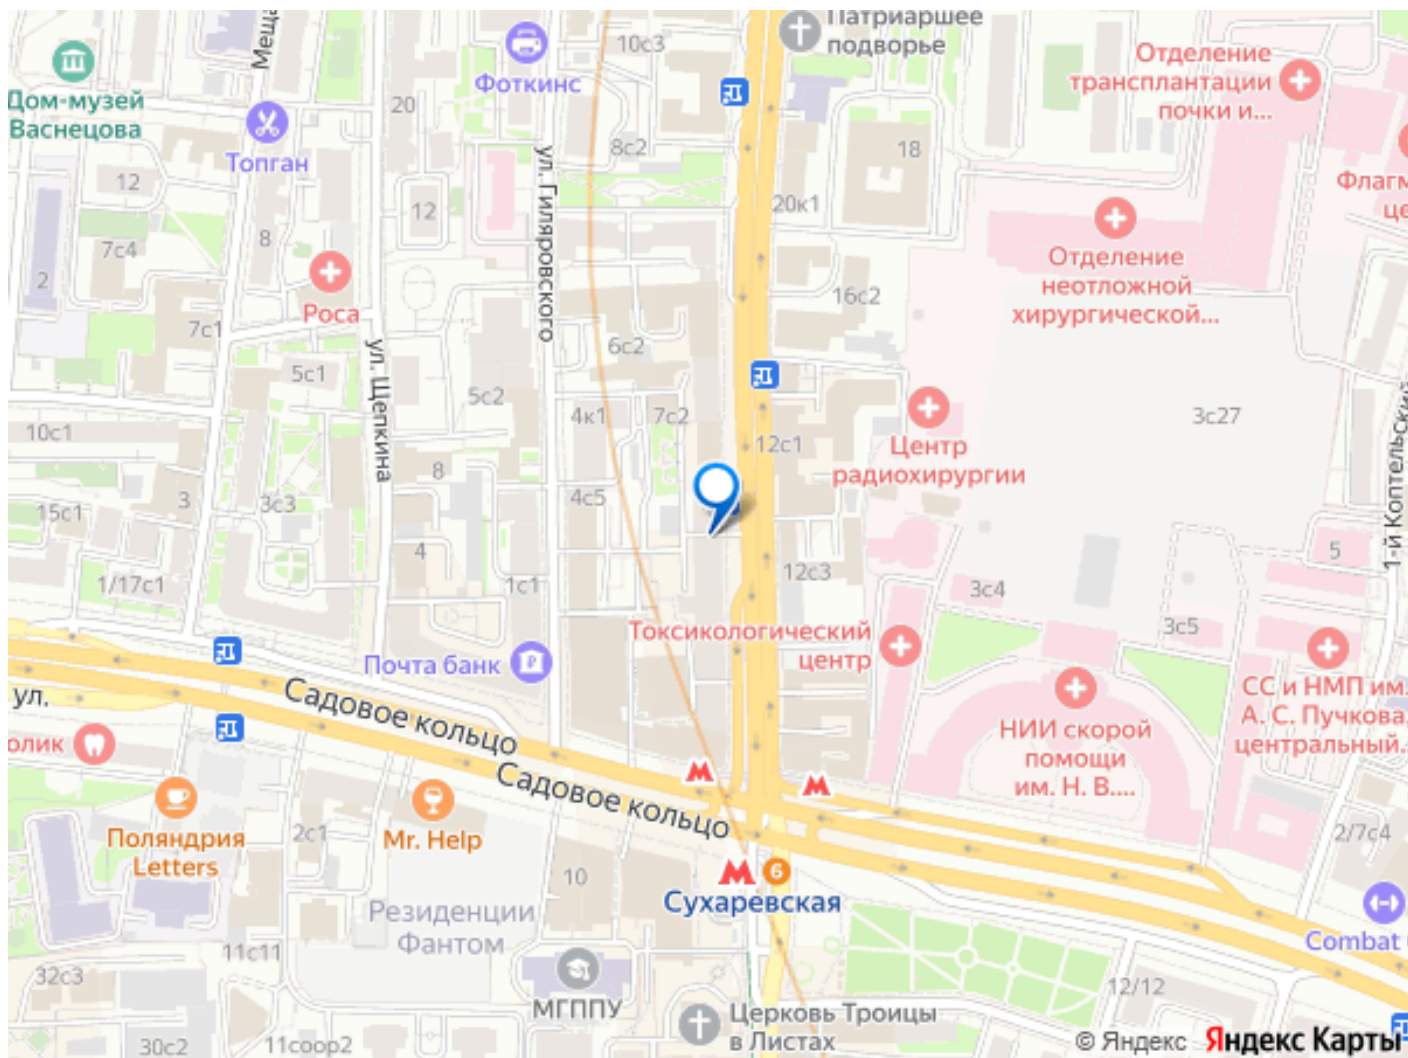 Патриаршее
подворье
10с3
Фоткинс
Отделение
трансплантации
почки и...
Дом-музей
Васнецова
Топган
20
8с2
18
12
12
20к1
ул. Гиляровского
7с4
8
2
Роса
7с1
16с2
Отделение
неотложной
хирургической...
6с2
ул. Щепкина
5с1
5с2
4к1
7с2
12с1
3с27
10с1
Центр
радиохирургии
1-й Коптельский
8
3
3с3
4с5
15с1
4
5
1/17с1
1с1
12с3
3с4
3с5
Токсикологический
центр
Почта банк
Садовое кольцо
ул.
СС и НМП им.
А. С. Пучкова,
центральный...
НИИ скорой
помощи
им. Н. В....
Садовое кольцо
Поляндрия
Letters
2с1
Mr. Help
2/7с4
10
6
Сухаревская
Резиденции
Фантом
Combat
11с11
32с3
МГППУ
12/12
Церковь Троицы
в Листах
30с2
11соор2
© Яндекс Яндекс Карты